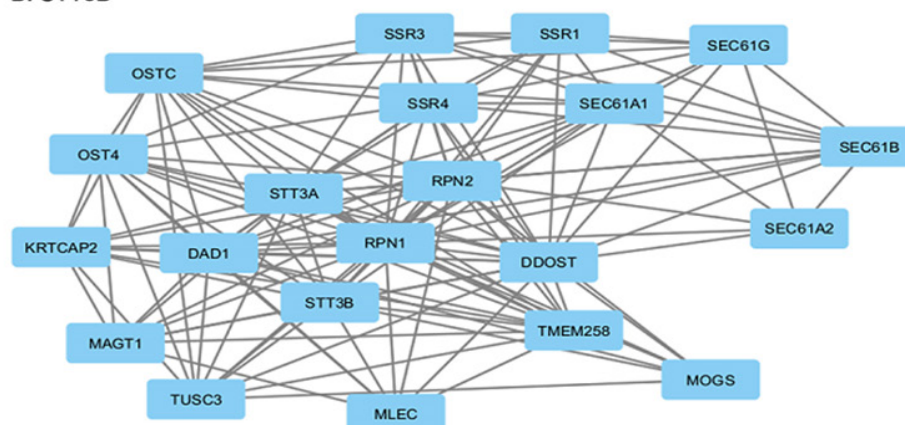 SSR3
SSR1
SEC61G
OSTC
SSR4
SEC61A1
OST4
SEC61B
STT3A
RPN2
SEC61A2
KRTCAP2
DAD1
RPN1
DDOST
STT3B
MAGT1
TMEM258
MOGS
TUSC3
MLEC